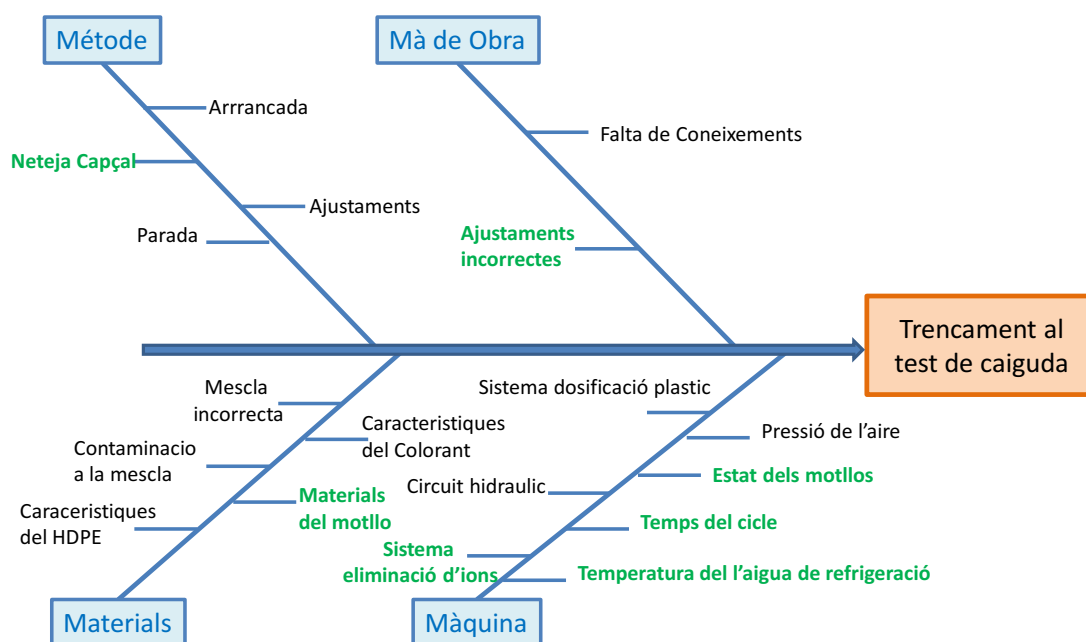 Métode
Mà de Obra
Arrrancada
Falta de Coneixements
Neteja Capçal
Ajustaments
Parada
Ajustaments
incorrectes
Trencament al
test de caiguda
Mescla
incorrecta
Sistema dosificació plastic
Caracteristiques
del Colorant
Pressió de l’aire
Contaminacio
a la mescla
Estat dels motllos
Circuit hidraulic
Materials
del motllo
Caraceristiques
del HDPE
Temps del cicle
Sistema
eliminació d’ions
Temperatura del l’aigua de refrigeració
Materials
Màquina